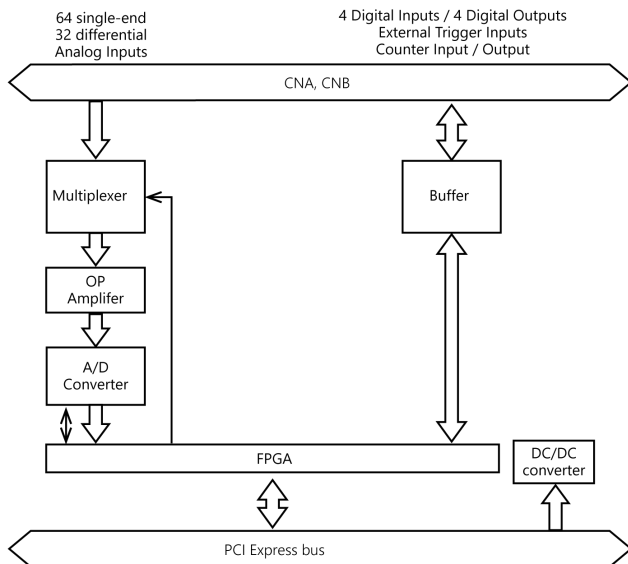 64 single-end
32 differential
Analog Inputs
4 Digital Inputs / 4 Digital Outputs
External Trigger Inputs
Counter Input / Output
CNA, CNB
Multiplexer
Buffer
OP
Amplifer
A/D
Converter
FPGA
DC/DC
converter
PCI Express bus